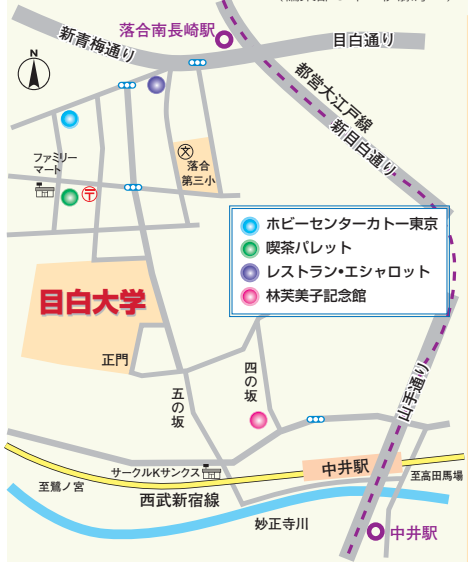 落合南長崎駅
新青梅通り
目白通り
N
都営大江戸線
新目白通り
ファミリー
マート
〒
文
落合
第三小
ホビーセンターカトー東京
喫茶パレット
レストラン•エシャロット
林芙美子記念館
目白大学
正門
五の坂
四の坂
山手通り
サークルKサンクス
中井駅
至鷺ノ宮
至高田馬場
西武新宿線
妙正寺川
中井駅